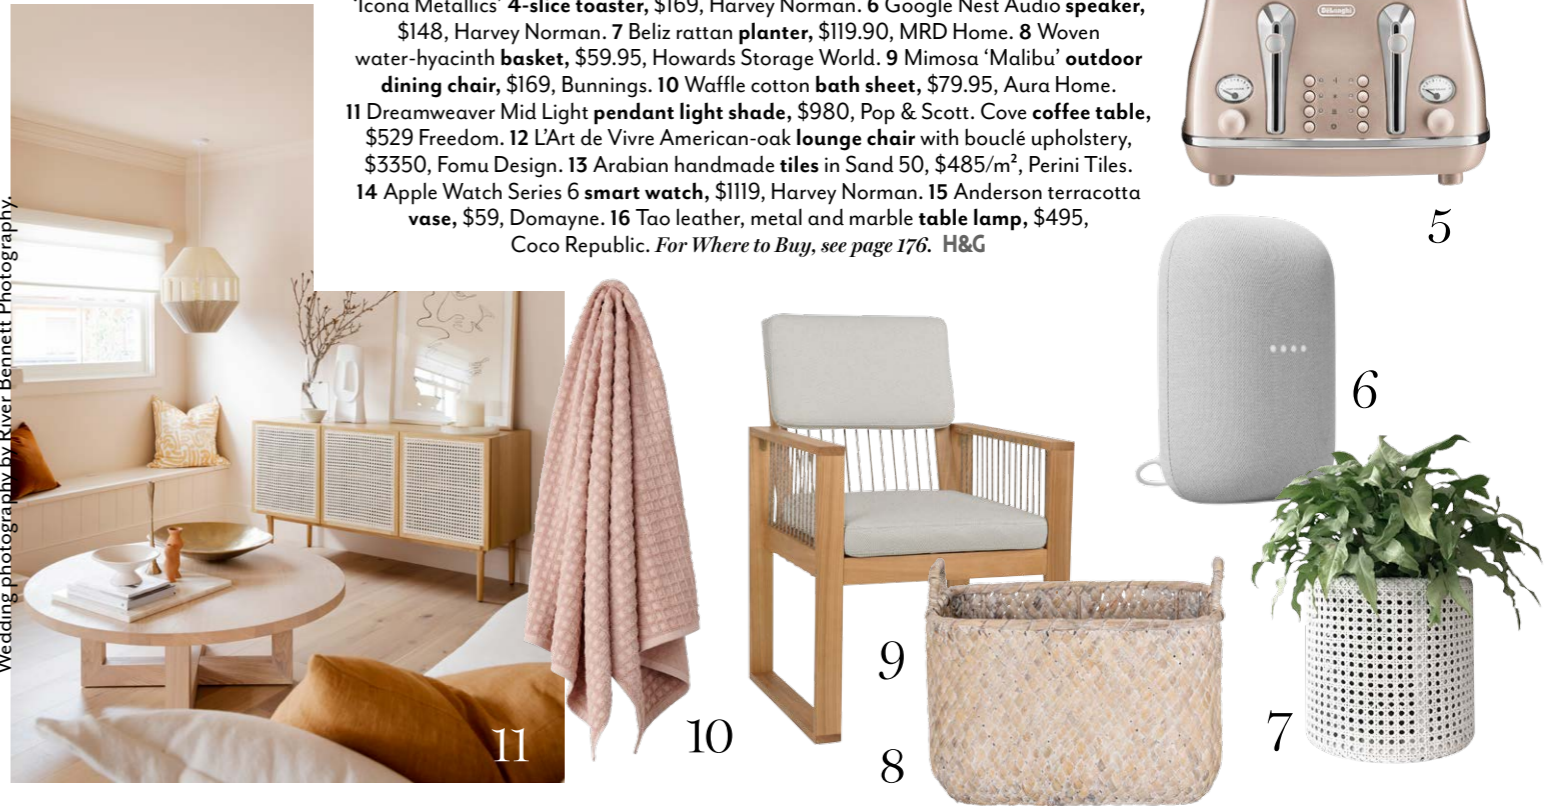 'Icona Metallics' 4-slice toaster, $169, Harvey Norman. 6 Google Nest Audio speaker,
$148, Harvey Norman. 7 Beliz rattan planter, $119.90, MRD Home. 8 Woven
water-hyacinth basket, $59.95, Howards Storage World. 9 Mimosa ‘Malibu’ outdoor
dining chair, $169, Bunnings. 10 Waffle cotton bath sheet, $79.95, Aura Home.
11 Dreamweaver Mid Light pendant light shade, $980, Pop & Scott. Cove coffee table,
$529 Freedom. 12 L’Art de Vivre American-oak lounge chair with bouclé upholstery,
$3350, Fomu Design. 13 Arabian handmade tiles in Sand 50, $485/m², Perini Tiles.
14 Apple Watch Series 6 smart watch, $1119, Harvey Norman. 15 Anderson terracotta
vase, $59, Domayne. 16 Tao leather, metal and marble table lamp, $495,
Coco Republic. For Where to Buy, see page 176. H&G
Wedding photography by River Bennett Photography.
DeLonghi
5
6
7
8
9
10
11